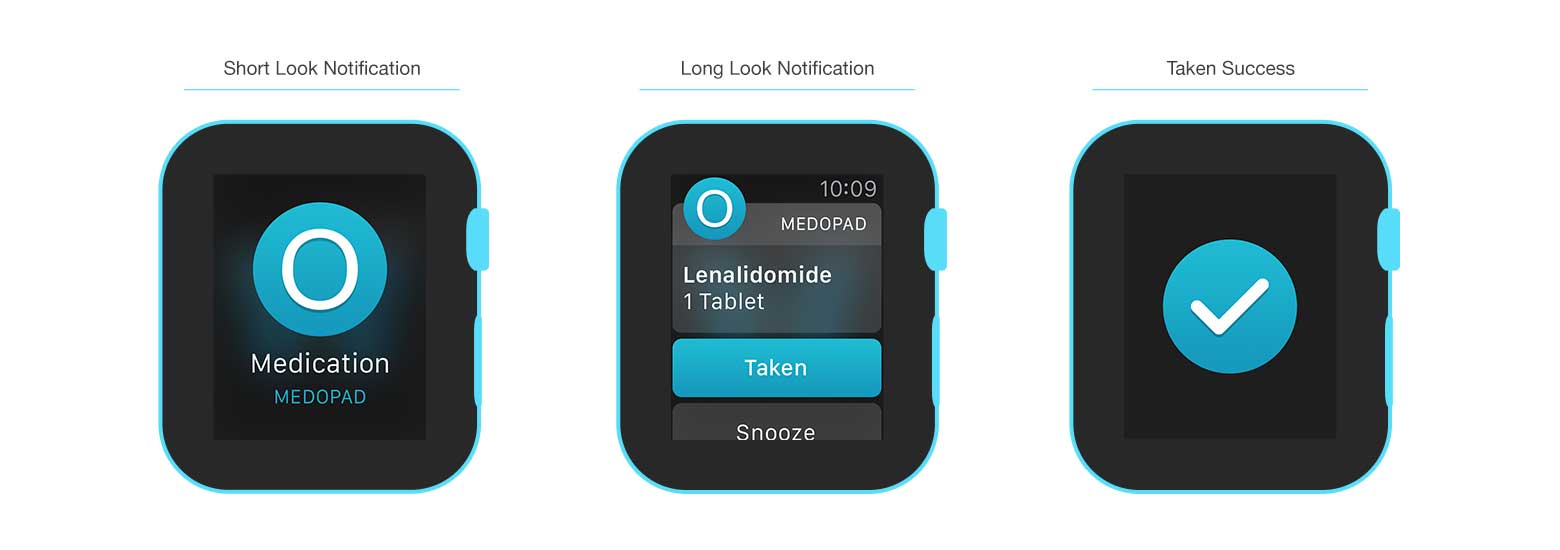 Short Look Notification
O
Medication
MEDOPAD
Long Look Notification
10:09
O
MEDOPAD
Lenalidomide
1 Tablet
Taken
Snooze
Taken Success